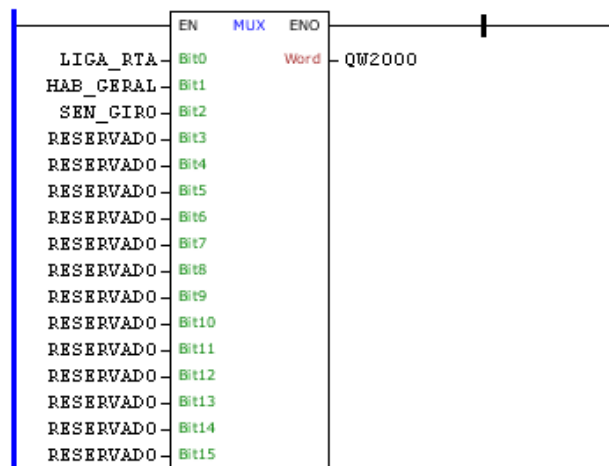 EN MUX ENO
LIGA_RTA Bit0 Word QW2000
HAB_GERAL Bit1
SEN_GIRO Bit2
RESERVADO Bit3
RESERVADO Bit4
RESERVADO Bit5
RESERVADO Bit6
RESERVADO Bit7
RESERVADO Bit8
RESERVADO Bit9
RESERVADO Bit10
RESERVADO Bit11
RESERVADO Bit12
RESERVADO Bit13
RESERVADO Bit14
RESERVADO Bit15